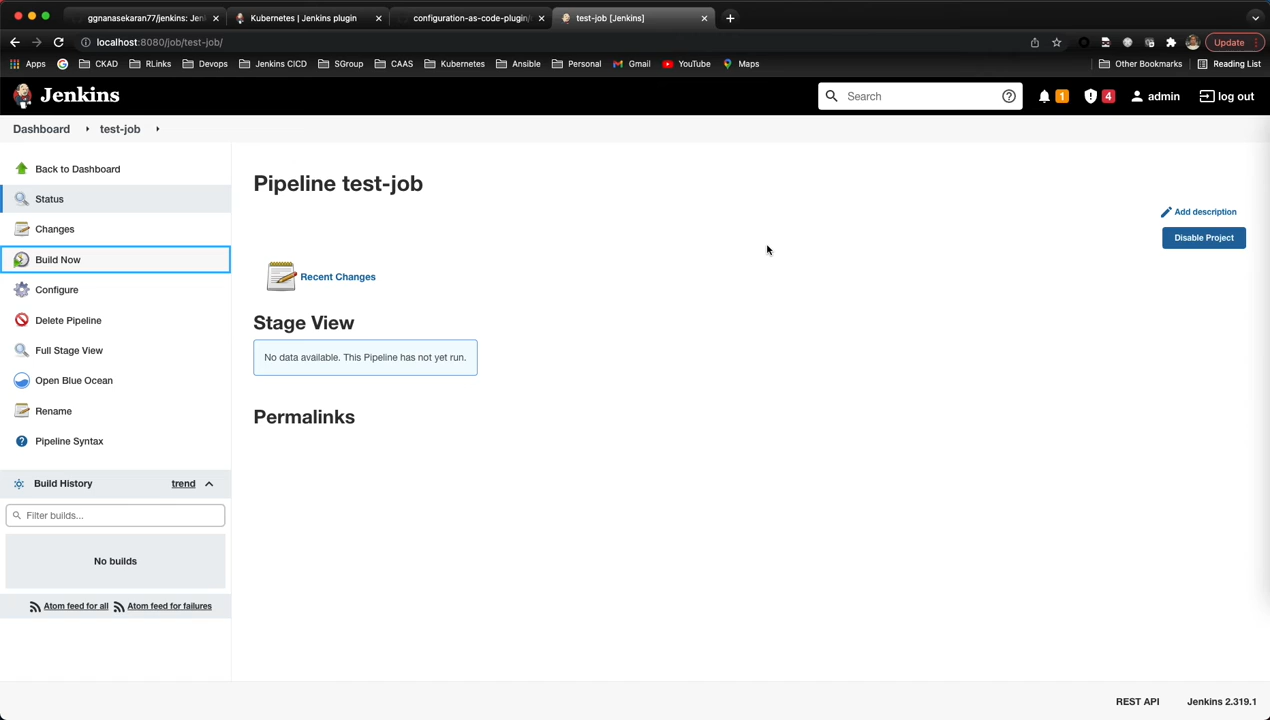 ggnanasekaran77/jenkins: Jeni
Kubernetes | Jenkins plugin
configuration-as-code-plugin/
test-job [Jenkins]
localhost:8080/job/test-job/
Update
Apps
CKAD
RLinks
Devops
Jenkins CICD
SGroup
CAAS
Kubernetes
Ansible
Personal
Gmail
YouTube
Maps
Other Bookmarks
Reading List
Jenkins
Search
1
4
admin
log out
Dashboard
test-job
Back to Dashboard
Status
Changes
Build Now
Configure
Delete Pipeline
Full Stage View
Open Blue Ocean
Rename
Pipeline Syntax
Build History
trend
Filter builds...
No builds
Atom feed for all
Atom feed for failures
Pipeline test-job
Add description
Disable Project
Recent Changes
Stage View
No data available. This Pipeline has not yet run.
Permalinks
REST API
Jenkins 2.319.1